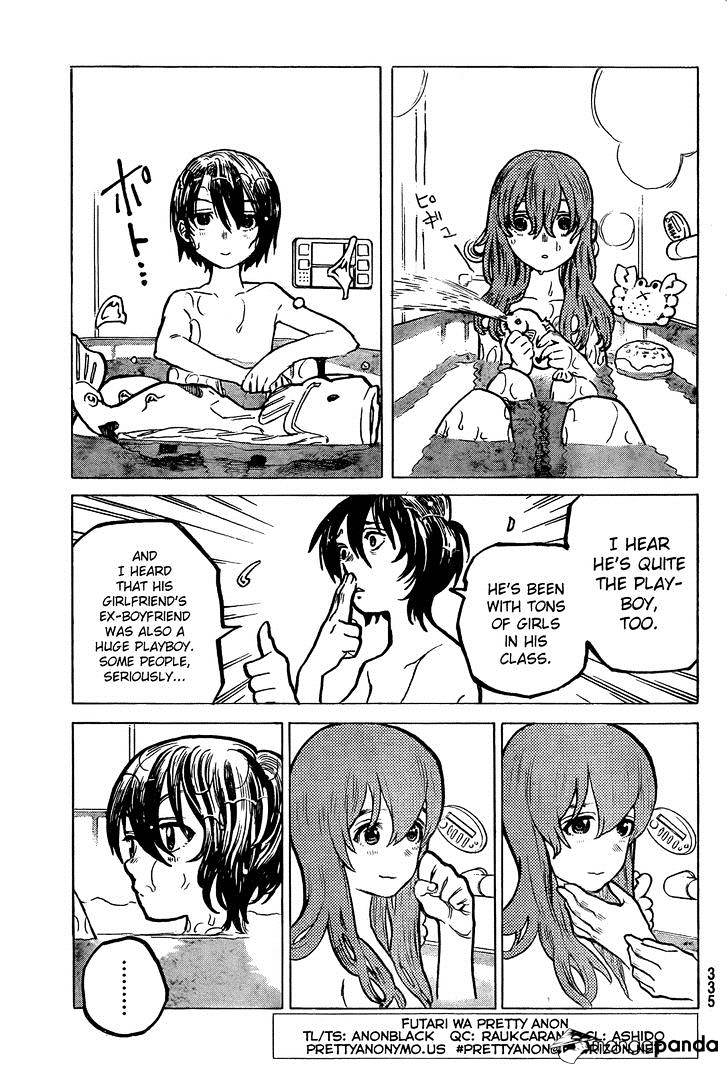 ピギュ
ポト…
I HEAR
HE'S QUITE
THE PLAY-
BOY,
TOO.
HE'S BEEN
WITH TONS
OF GIRLS
IN HIS
CLASS.
AND
I HEARD
THAT HIS
GIRLFRIEND'S
EX-BOYFRIEND
WAS ALSO A
HUGE PLAYBOY.
SOME PEOPLE,
SERIOUSLY...
........
335
FUTARI WA PRETTY ANON
TL/TS: ANONBLACK QC: RAUKCARAN SL: ASHIDO
PRETTYANONYMO.US
panda